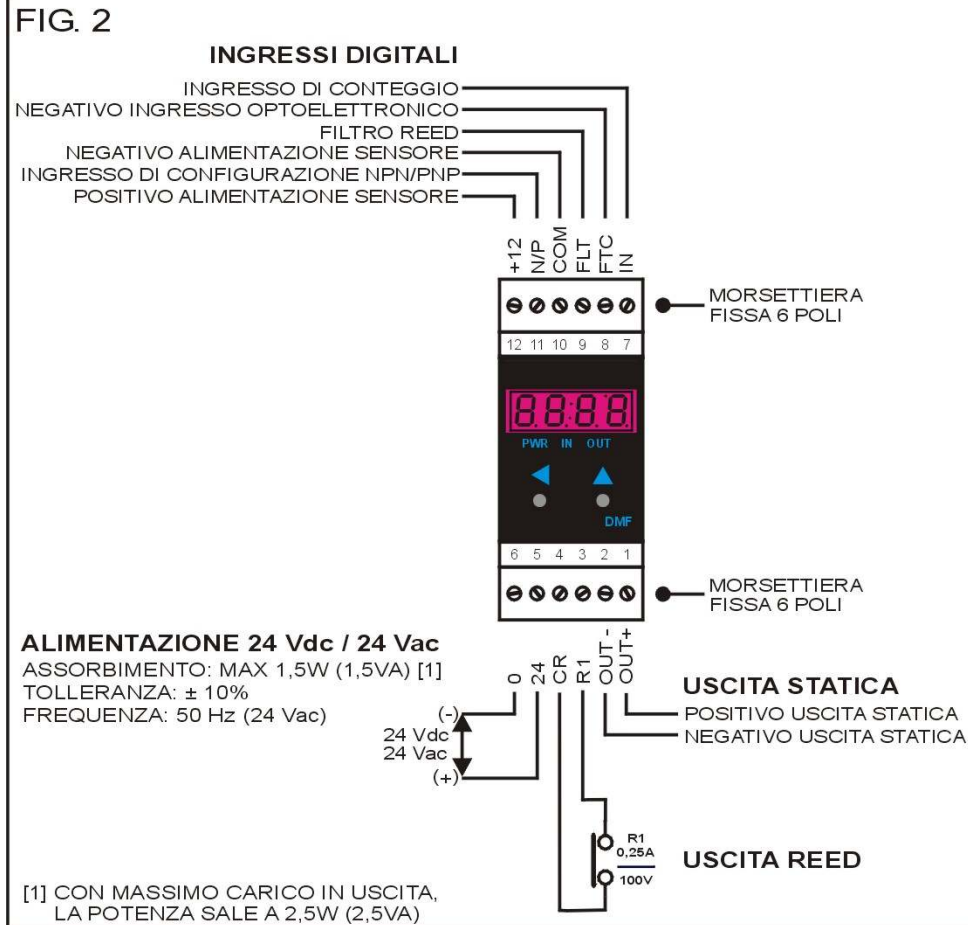 FIG. 2
INGRESSI DIGITALI
INGRESSO DI CONTEGGIO
NEGATIVO INGRESSO OPTOELETTRONICO
FILTRO REED
NEGATIVO ALIMENTAZIONE SENSORE
INGRESSO DI CONFIGURAZIONE NPN/PNP
POSITIVO ALIMENTAZIONE SENSORE
+12 N/P COM FLT FTC IN
MORSETTIERA
FISSA 6 POLI
12 11 10 9 8 7
8.8:8.8
PWR IN OUT
DMF
6 5 4 3 2 1
MORSETTIERA
FISSA 6 POLI
0 24 CR R1 OUT - OUT+
ALIMENTAZIONE 24 Vdc / 24 Vac
ASSORBIMENTO: MAX 1,5W (1,5VA) [1]
TOLLERANZA: ± 10%
FREQUENZA: 50 Hz (24 Vac)
(-)
24 Vdc
24 Vac
(+)
USCITA STATICA
POSITIVO USCITA STATICA
NEGATIVO USCITA STATICA
R1
0,25A
100V
USCITA REED
[1] CON MASSIMO CARICO IN USCITA,
LA POTENZA SALE A 2,5W (2,5VA)